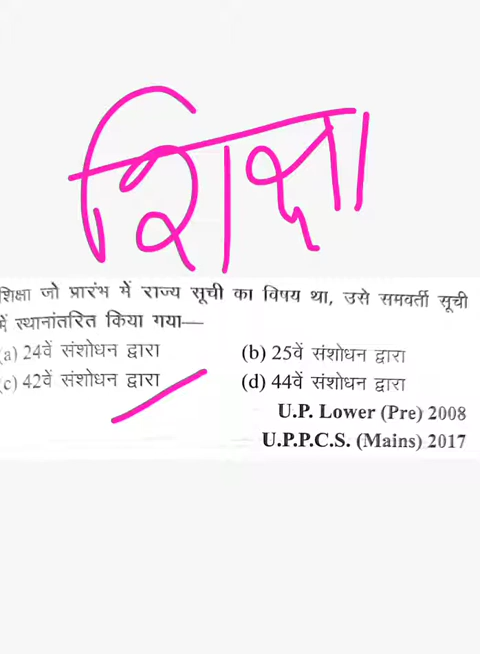 शिक्षा
शिक्षा जो प्रारंभ में राज्य सूची का विषय था, उसे समवर्ती सूची
में स्थानांतरित किया गया—
(a) 24वें संशोधन द्वारा (b) 25वें संशोधन द्वारा
(c) 42वें संशोधन द्वारा (d) 44वें संशोधन द्वारा
U.P. Lower (Pre) 2008
U.P.P.C.S. (Mains) 2017